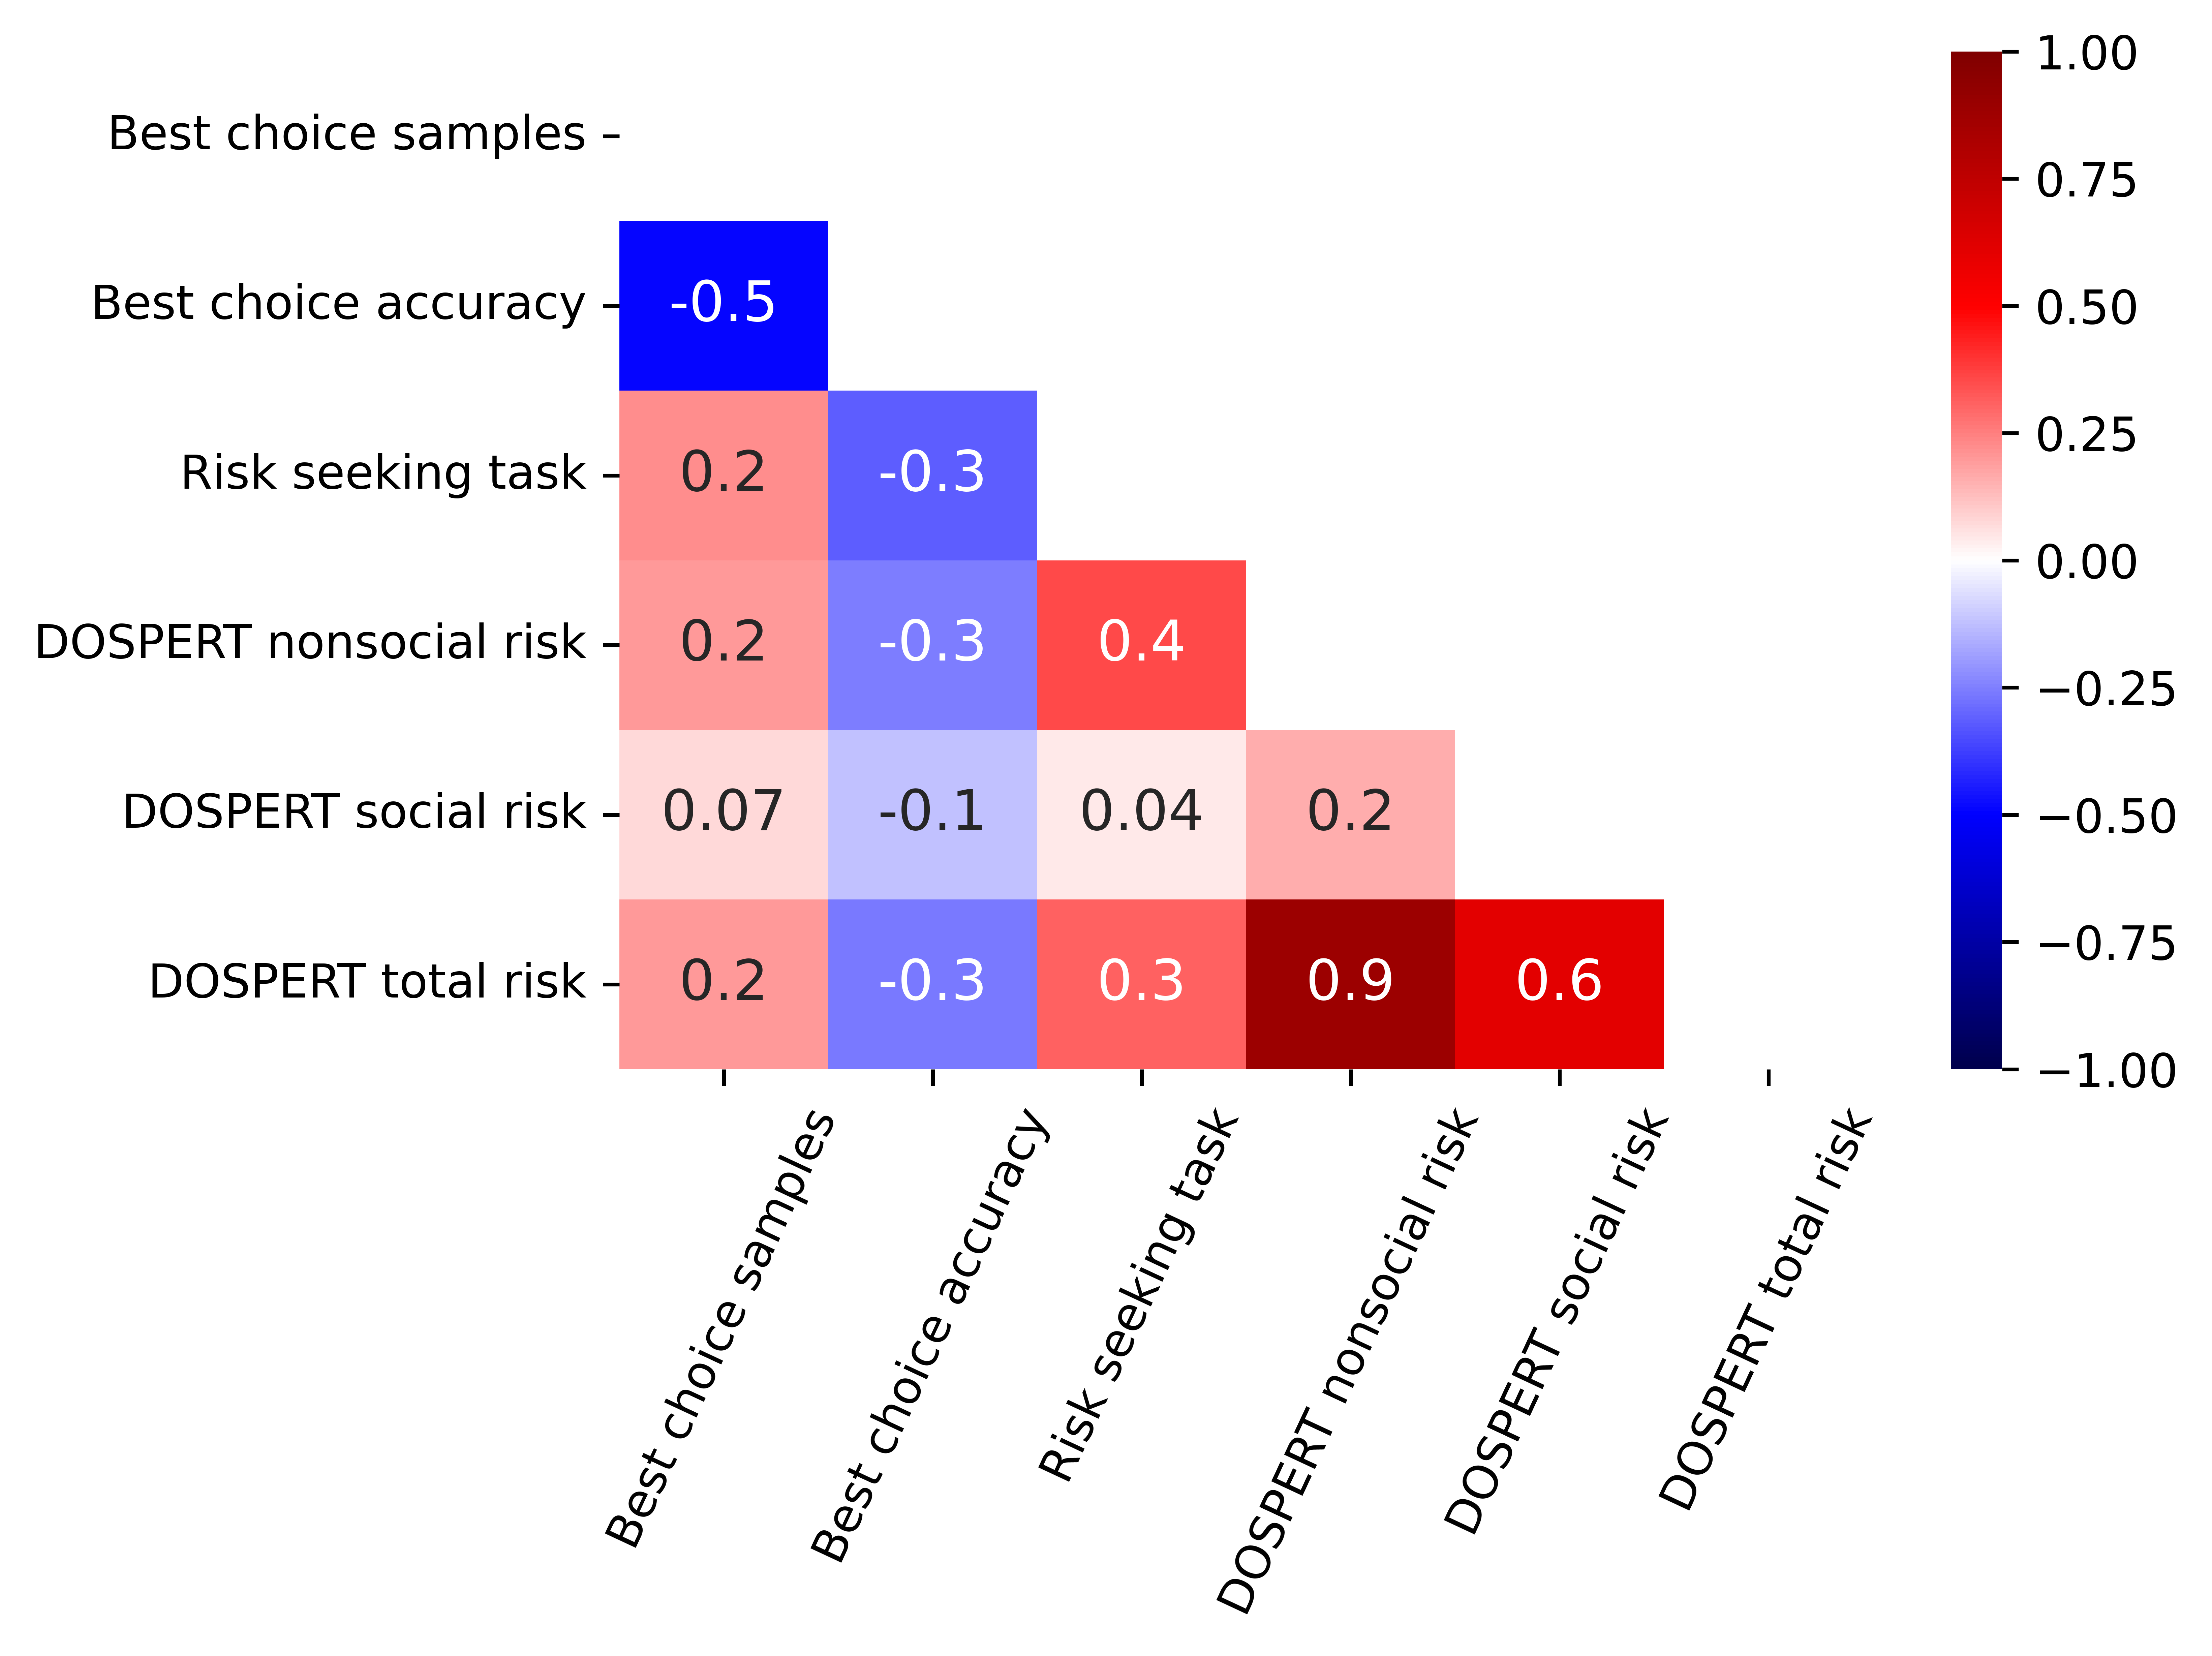 Best choice samples
Best choice accuracy -0.5
Risk seeking task 0.2 -0.3
DOSPERT nonsocial risk 0.2 -0.3 0.4
DOSPERT social risk 0.07 -0.1 0.04 0.2
DOSPERT total risk 0.2 -0.3 0.3 0.9 0.6
Best choice samples
Best choice accuracy
Risk seeking task
DOSPERT nonsocial risk
DOSPERT social risk
DOSPERT total risk
1.00
0.75
0.50
0.25
0.00
−0.25
−0.50
−0.75
−1.00